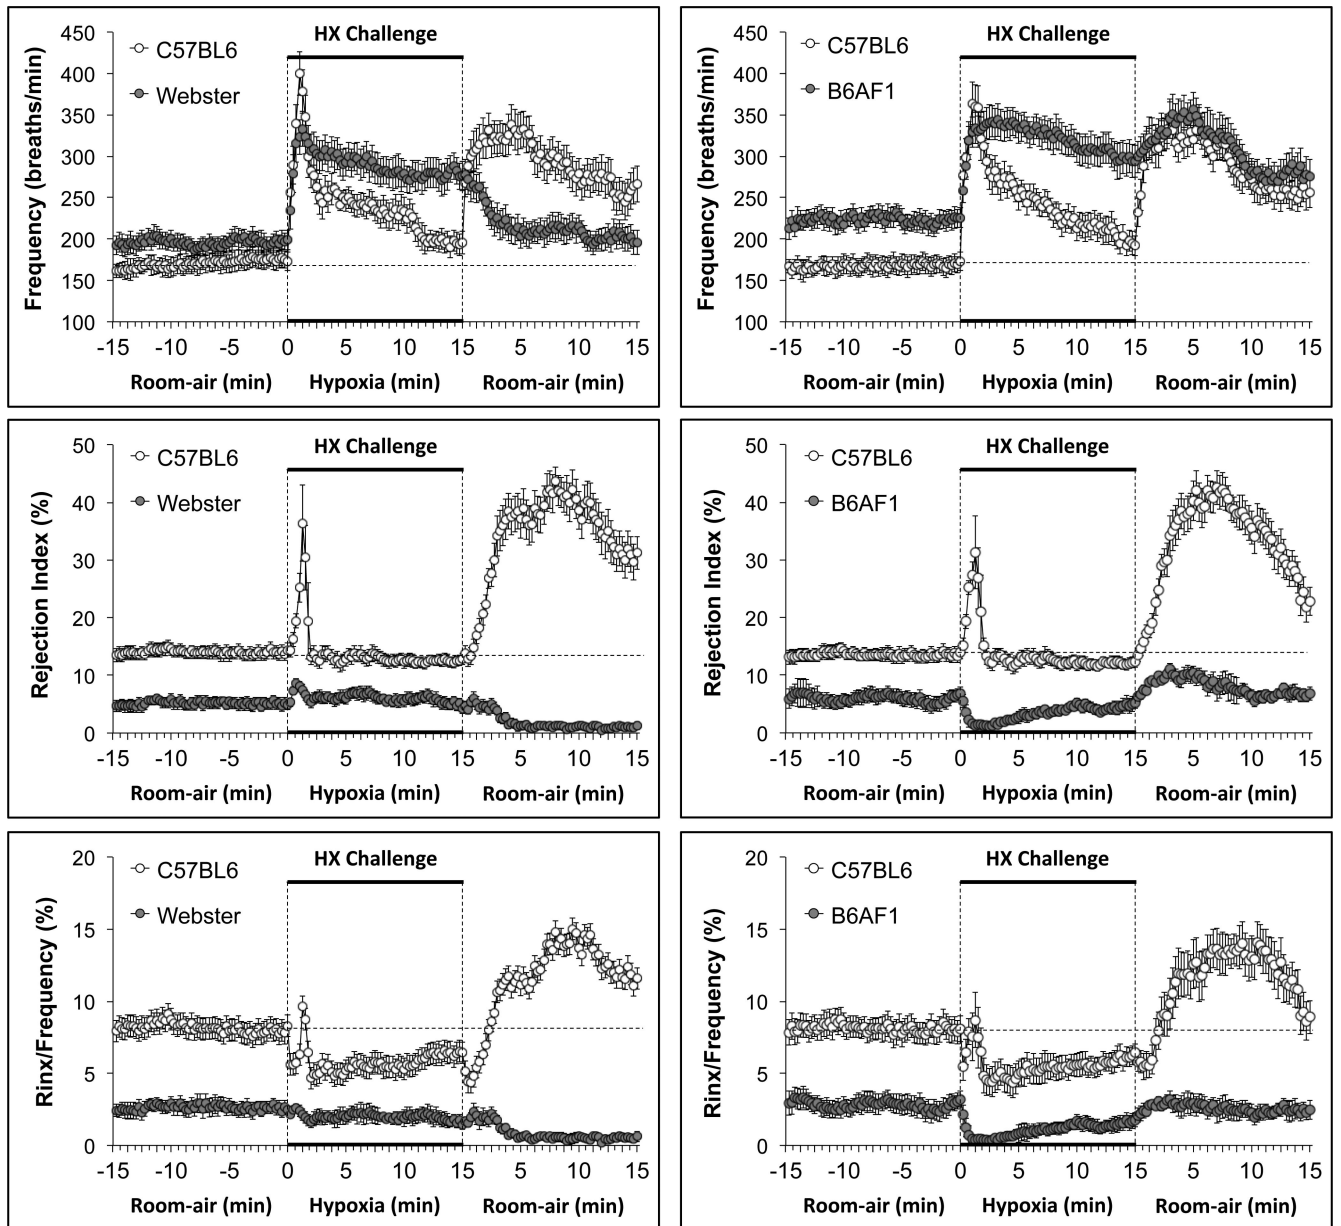 HX Challenge
C57BL6
Webster
Frequency (breaths/min)
450
400
350
300
250
200
150
100
-15 -10 -5 0 5 10 15 5 10 15
Room-air (min) Hypoxia (min) Room-air (min)
HX Challenge
C57BL6
B6AF1
Frequency (breaths/min)
450
400
350
300
250
200
150
100
-15 -10 -5 0 5 10 15 5 10 15
Room-air (min) Hypoxia (min) Room-air (min)
HX Challenge
C57BL6
Webster
Rejection Index (%)
50
40
30
20
10
0
-15 -10 -5 0 5 10 15 5 10 15
Room-air (min) Hypoxia (min) Room-air (min)
HX Challenge
C57BL6
B6AF1
Rejection Index (%)
50
40
30
20
10
0
-15 -10 -5 0 5 10 15 5 10 15
Room-air (min) Hypoxia (min) Room-air (min)
HX Challenge
C57BL6
Webster
Rinx/Frequency (%)
20
15
10
5
0
-15 -10 -5 0 5 10 15 5 10 15
Room-air (min) Hypoxia (min) Room-air (min)
HX Challenge
C57BL6
B6AF1
Rinx/Frequency (%)
20
15
10
5
0
-15 -10 -5 0 5 10 15 5 10 15
Room-air (min) Hypoxia (min) Room-air (min)